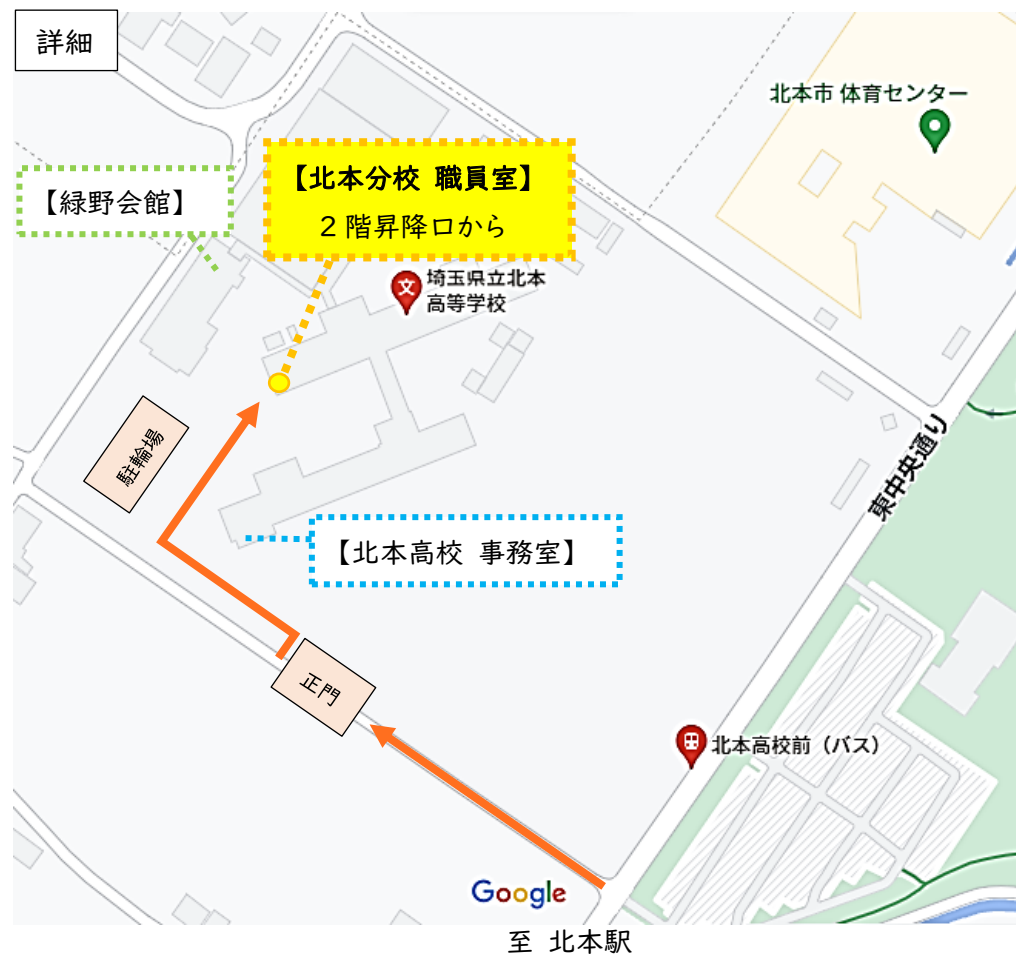 詳細
北本市 体育センター
【北本分校 職員室】
２階昇降口から
【緑野会館】
文
埼玉県立北本
高等学校
駐輪場
東中央通り
【北本高校 事務室】
正門
北本高校前（バス）
Google
至 北本駅